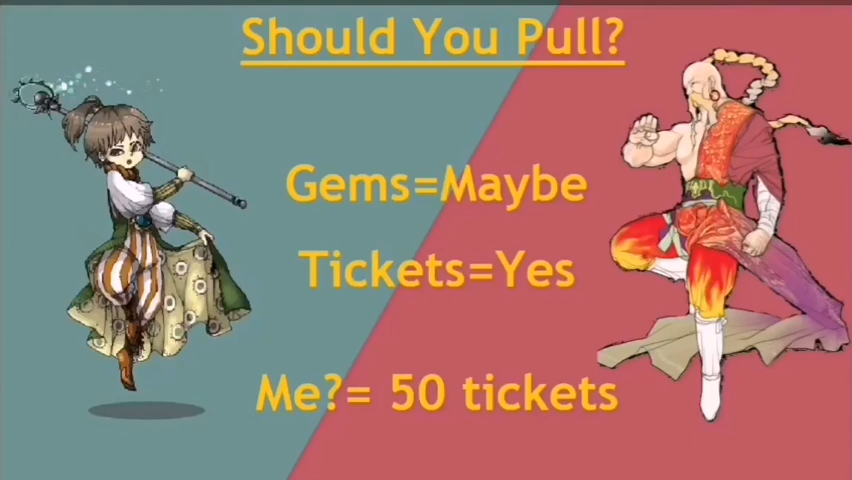 Should You Pull?
Gems=Maybe
Tickets=Yes
Me?= 50 tickets